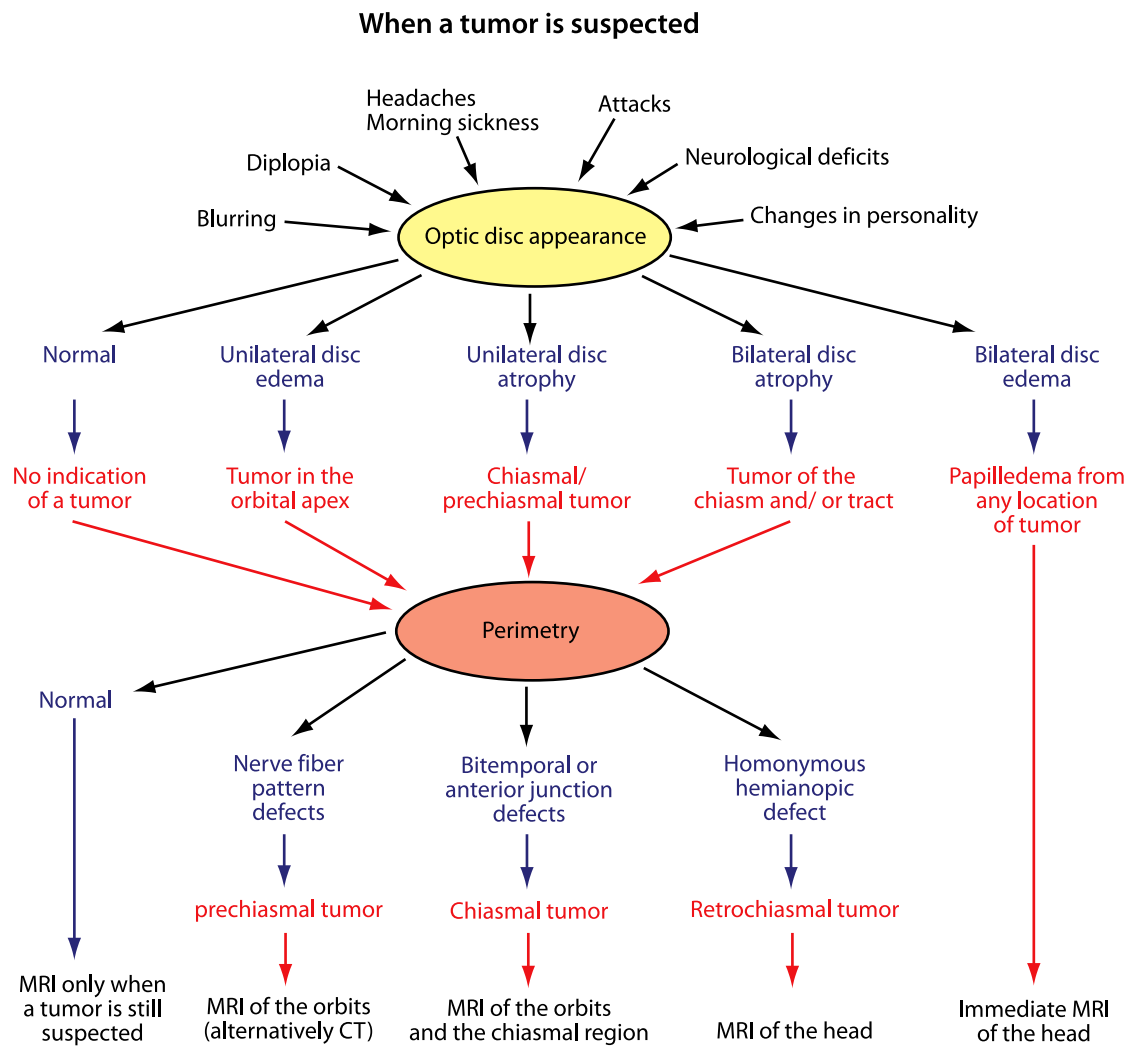 When a tumor is suspected
Headaches
Morning sickness
Attacks
Diplopia
Neurological deficits
Blurring
Changes in personality
Optic disc appearance
Normal
Unilateral disc
edema
Unilateral disc
atrophy
Bilateral disc
atrophy
Bilateral disc
edema
No indication
of a tumor
Tumor in the
orbital apex
Chiasmal/
prechiasmal tumor
Tumor of the
chiasm and/ or tract
Papilledema from
any location
of tumor
Perimetry
Normal
Nerve fiber
pattern
defects
Bitemporal or
anterior junction
defects
Homonymous
hemianopic
defect
prechiasmal tumor
Chiasmal tumor
Retrochiasmal tumor
MRI only when
a tumor is still
suspected
MRI of the orbits
(alternatively CT)
MRI of the orbits
and the chiasmal region
MRI of the head
Immediate MRI
of the head